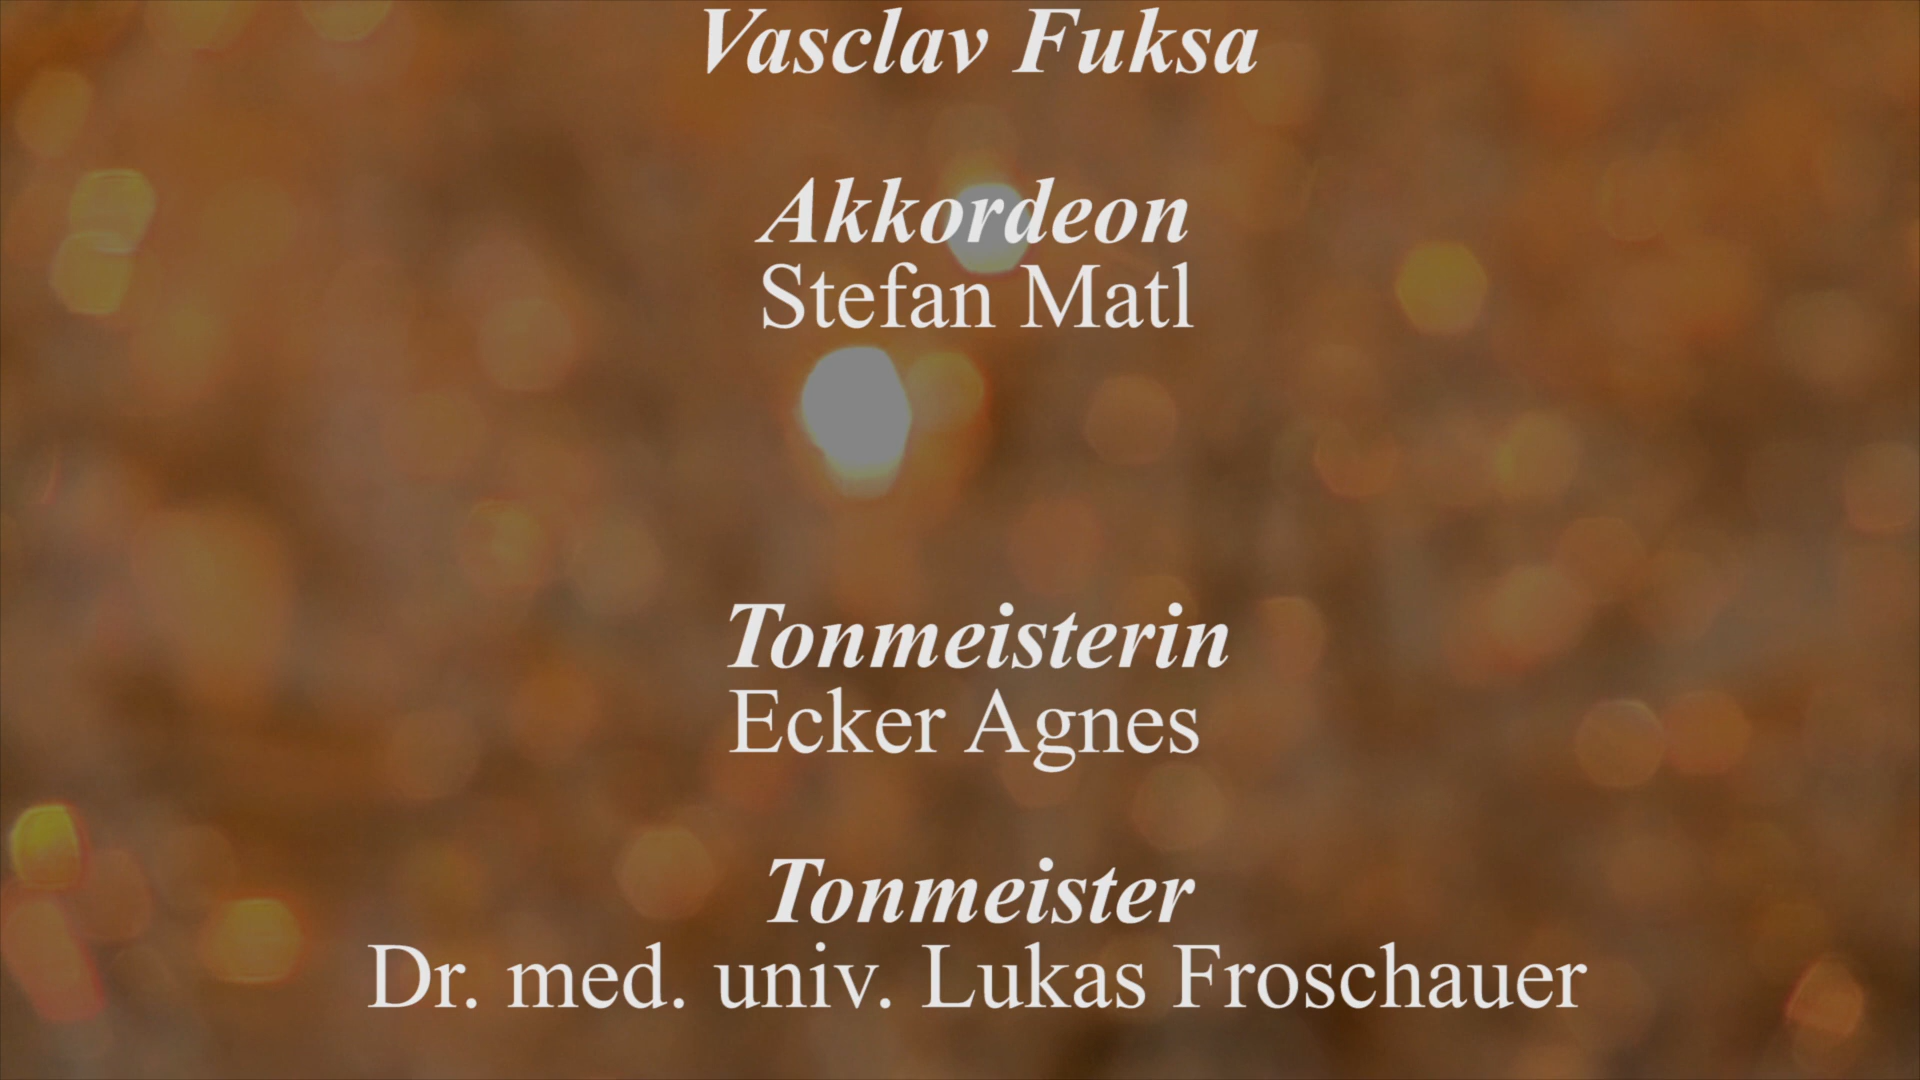 Vasclav Fuksa
Akkordeon
Stefan Matl
Tonmeisterin
Ecker Agnes
Tonmeister
Dr. med. univ. Lukas Froschauer